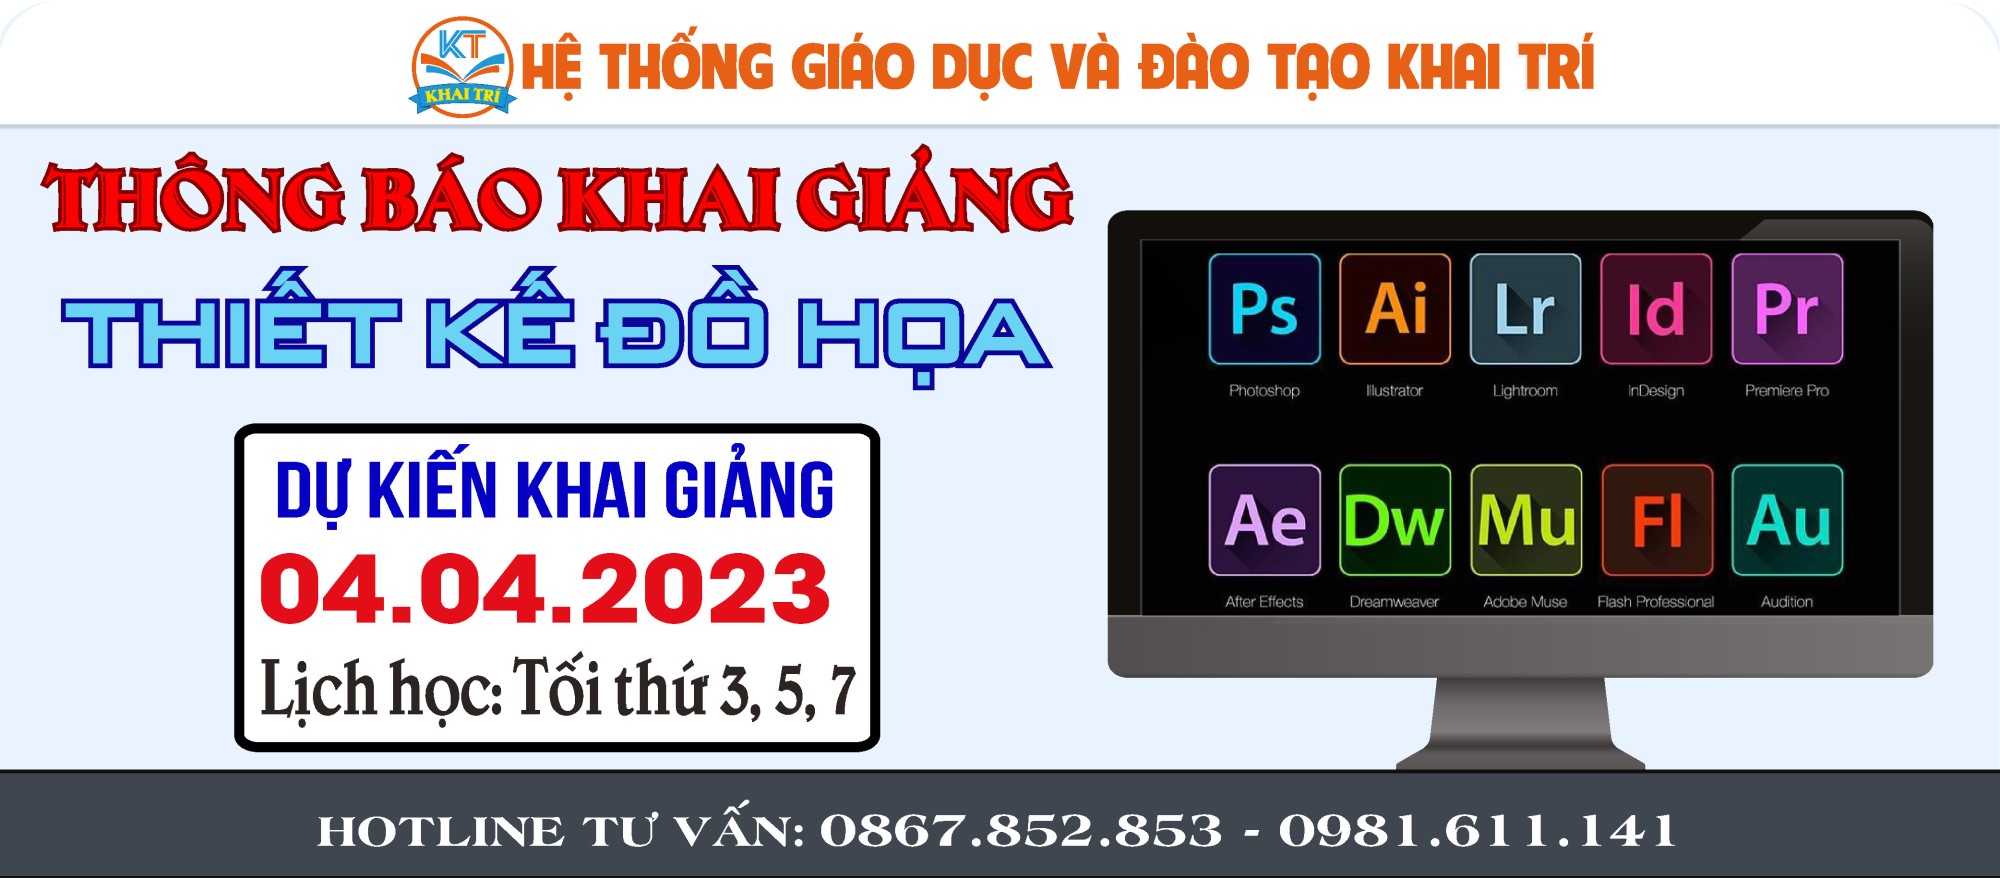 KT
KHAI TRÍ
HỆ THỐNG GIÁO DỤC VÀ ĐÀO TẠO KHAI TRÍ
THÔNG BÁO KHAI GIẢNG
THIẾT KẾ ĐỒ HỌA
DỰ KIẾN KHAI GIẢNG
04.04.2023
Lịch học: Tối thứ 3, 5, 7
Ps Ai Lr Id Pr
Photoshop Illustrator Lightroom InDesign Premiere Pro
Ae Dw Mu Fl Au
After Effects Dreamweaver Adobe Muse Flash Professional Audition
HOTLINE TƯ VẤN: 0867.852.853 - 0981.611.141